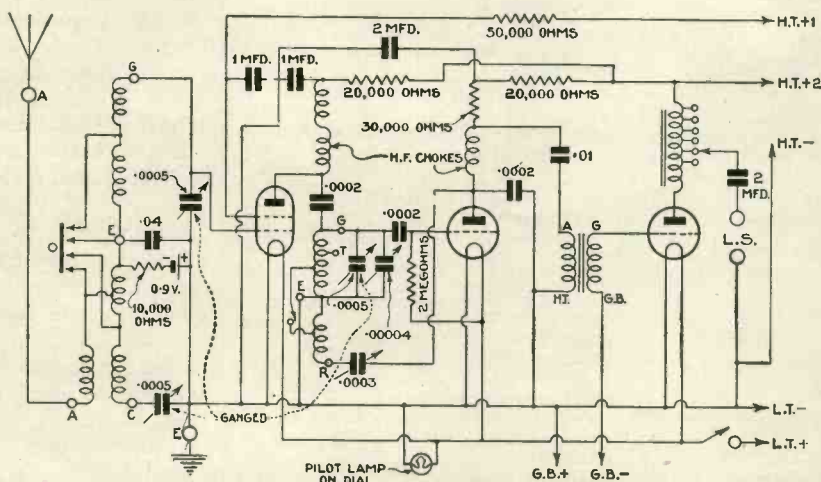 2 MFD.
50,000 OHMS
H.T.+1
1 MFD.
1 MFD.
20,000 OHMS
20,000 OHMS
H.T.+2
30,000 OHMS
H.T.-
A
G
H.F. CHOKES
.0005
.0002
.0002
.01
2
MFD.
L.S.
G
.0002
A
G
E
.04
T
2 MEGOHMS
- +
0.9 V.
10,000
OHMS
.0005
.00004
H.T.
G.B.
E
R
.0003
.0005
A
C
GANGED
L.T.-
E
L.T.+
PILOT LAMP
ON DIAL
G.B.+
G.B.-